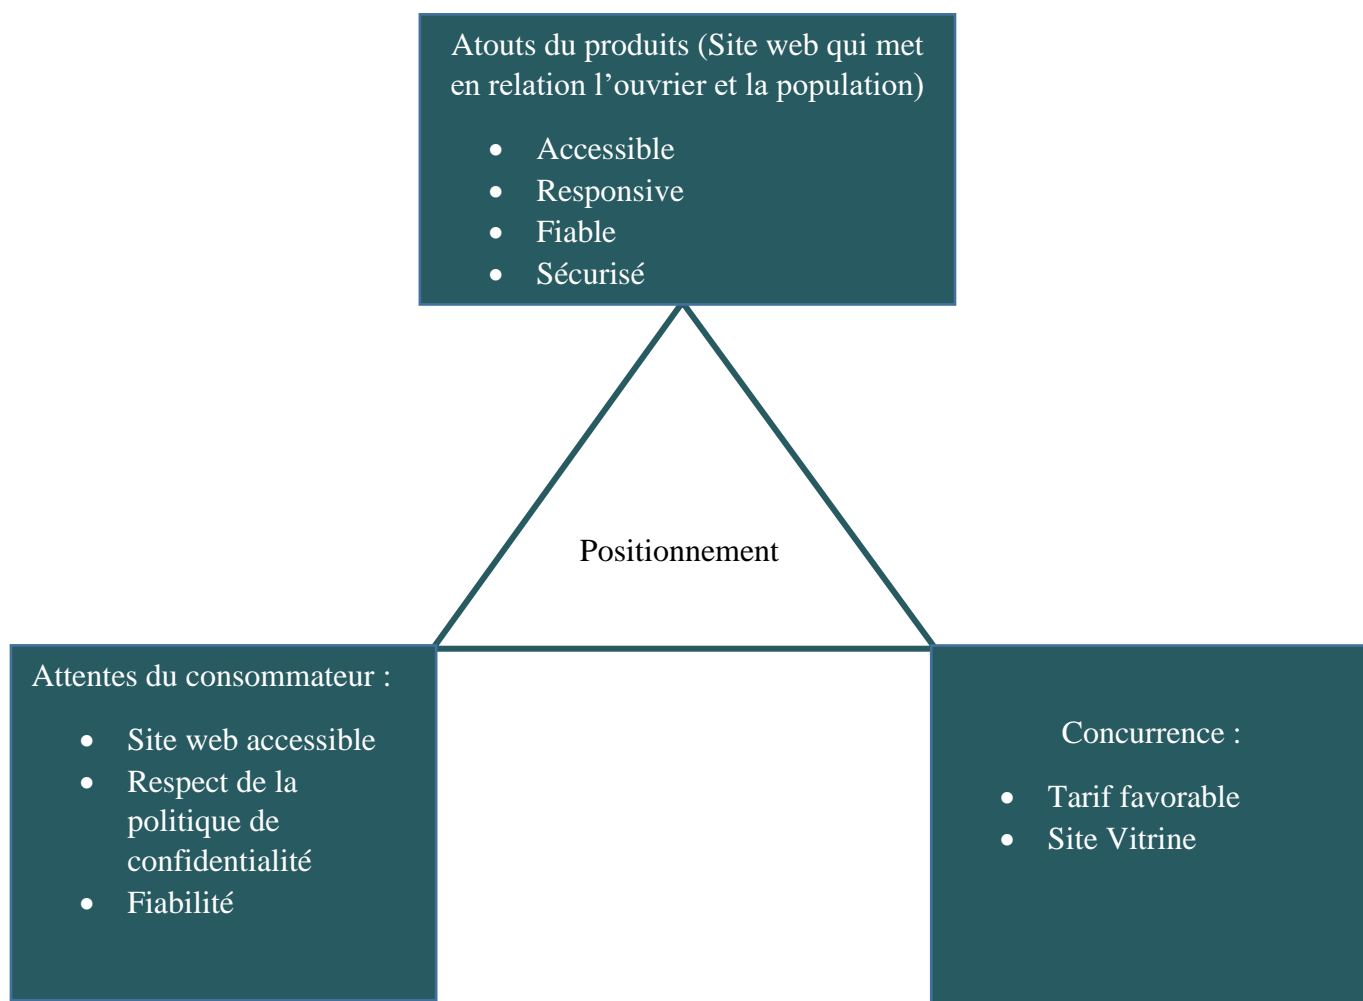 Atouts du produits (Site web qui met
en relation l’ouvrier et la population)
• Accessible
• Responsive
• Fiable
• Sécurisé
Positionnement
Attentes du consommateur :
• Site web accessible
• Respect de la
politique de
confidentialité
• Fiabilité
Concurrence :
• Tarif favorable
• Site Vitrine